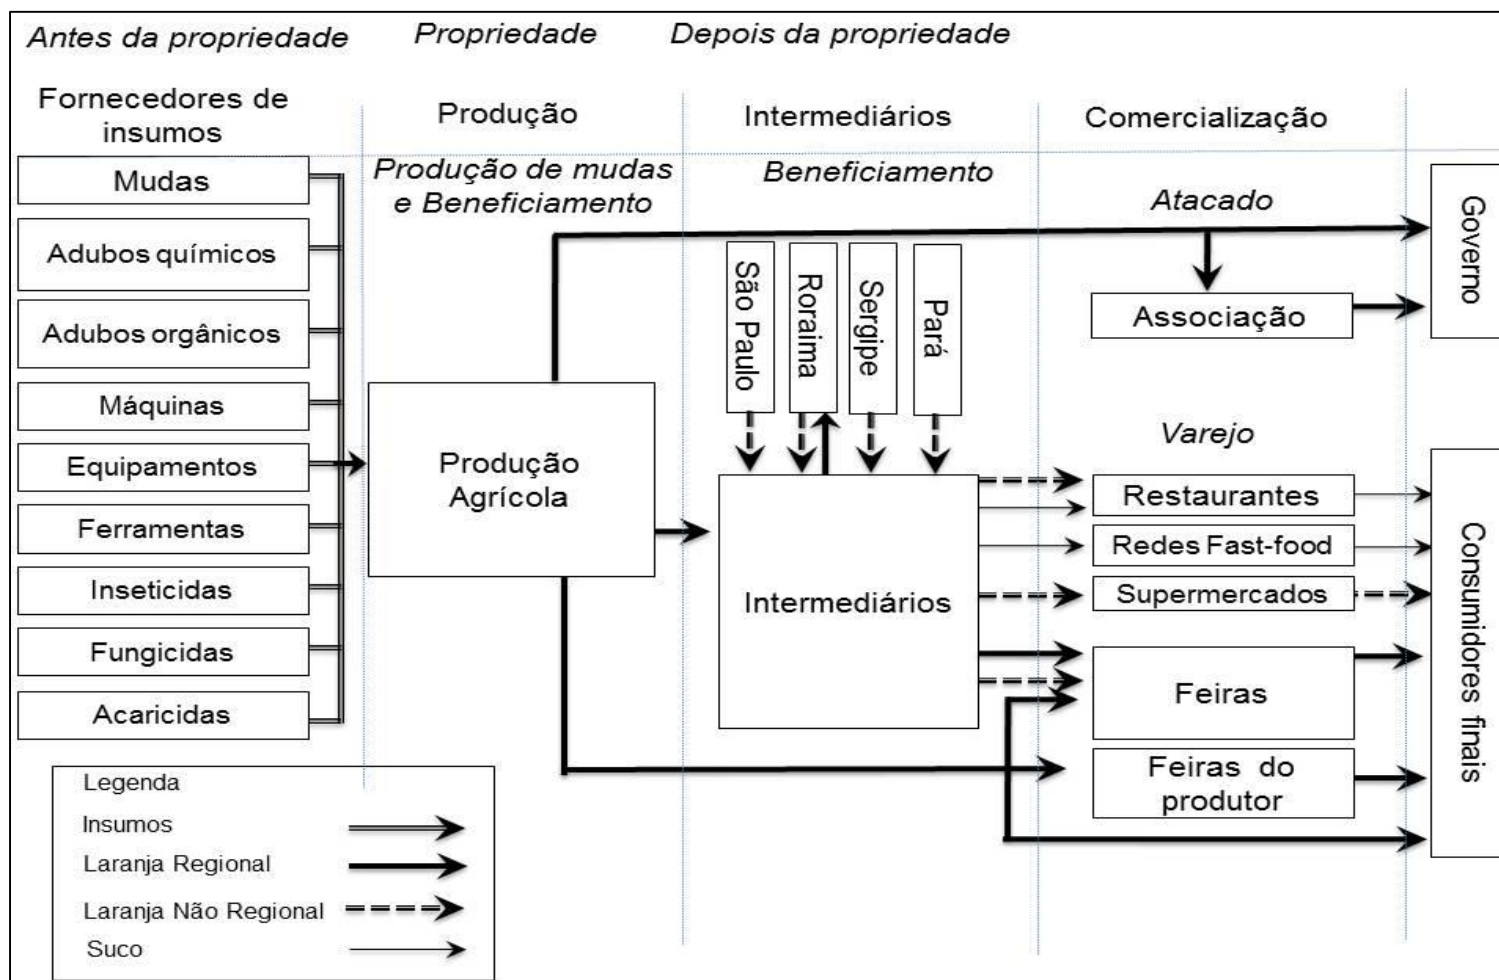 Antes da propriedade
Propriedade
Depois da propriedade
Fornecedores de
insumos
Produção
Intermediários
Comercialização
Mudas
Adubos químicos
Adubos orgânicos
Máquinas
Equipamentos
Ferramentas
Inseticidas
Fungicidas
Acaricidas
Produção de mudas
e Beneficiamento
Produção
Agrícola
Beneficiamento
São Paulo
Roraima
Sergipe
Pará
Intermediários
Atacado
Associação
Varejo
Restaurantes
Redes Fast-food
Supermercados
Feiras
Feiras do
produtor
Governo
Consumidores finais
Legenda
Insumos
Laranja Regional
Laranja Não Regional
Suco